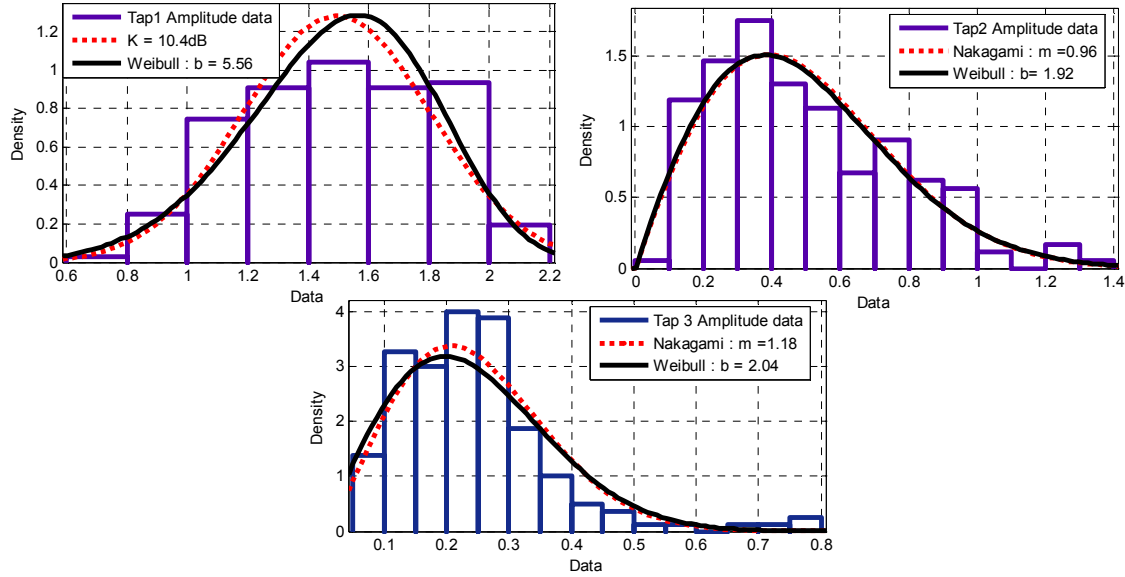 Tap1 Amplitude data
K = 10.4dB
Weibull : b = 5.56
Density
1.2
1
0.8
0.6
0.4
0.2
0
0.6 0.8 1 1.2 1.4 1.6 1.8 2 2.2
Data
Tap2 Amplitude data
Nakagami : m =0.96
Weibull : b= 1.92
Density
1.5
1
0.5
0
0 0.2 0.4 0.6 0.8 1 1.2 1.4
Data
Tap 3 Amplitude data
Nakagami : m =1.18
Weibull : b = 2.04
Density
4
3
2
1
0
0.1 0.2 0.3 0.4 0.5 0.6 0.7 0.8
Data